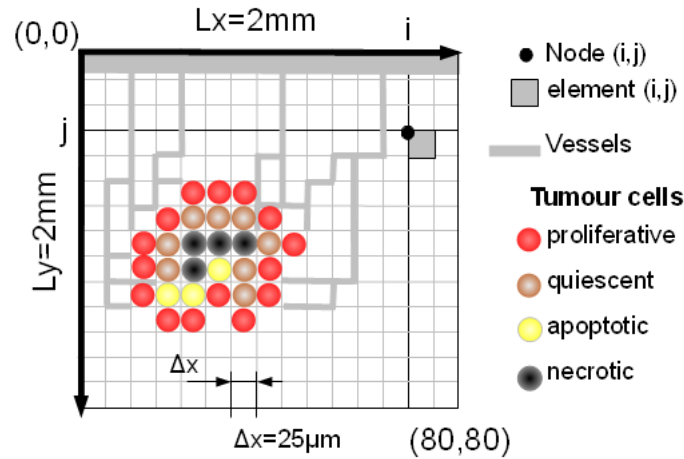 (0,0)
Lx=2mm
i
j
Ly=2mm
Δx
Δx=25μm
(80,80)
Node (i,j)
element (i,j)
Vessels
Tumour cells
proliferative
quiescent
apoptotic
necrotic